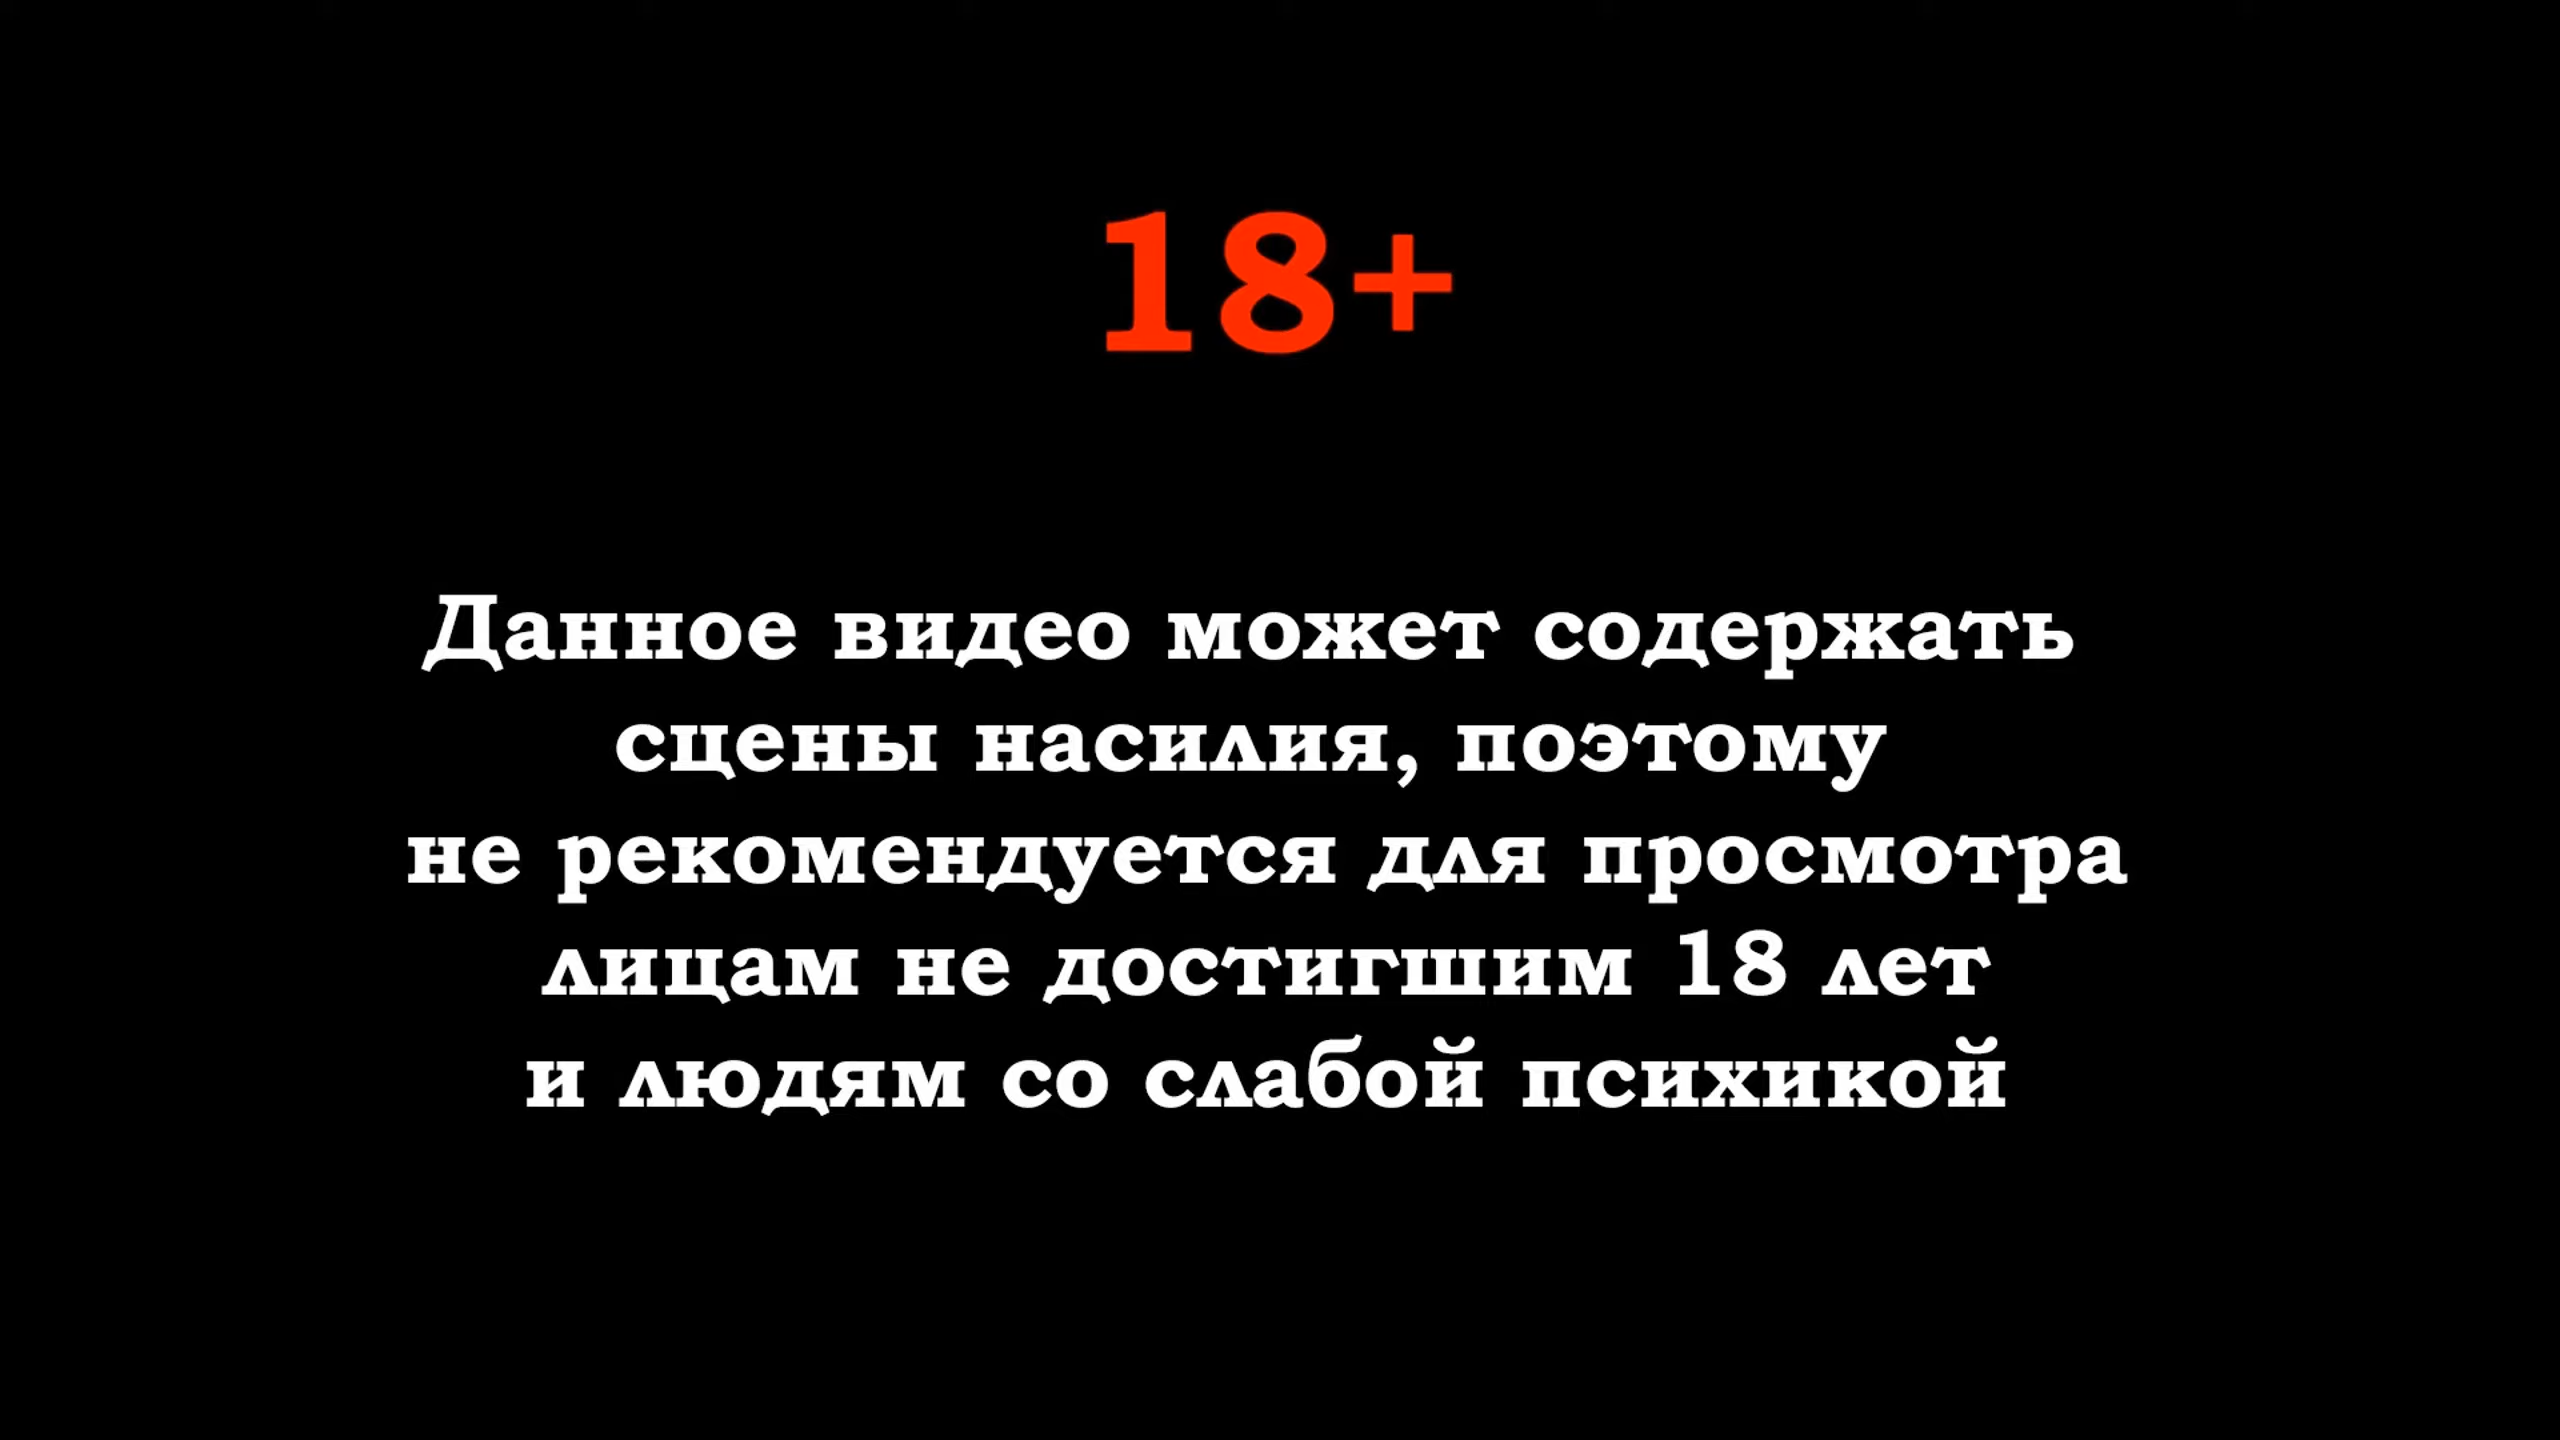 18+
Данное видео может содержать
сцены насилия, поэтому
не рекомендуется для просмотра
лицам не достигшим 18 лет
и людям со слабой психикой